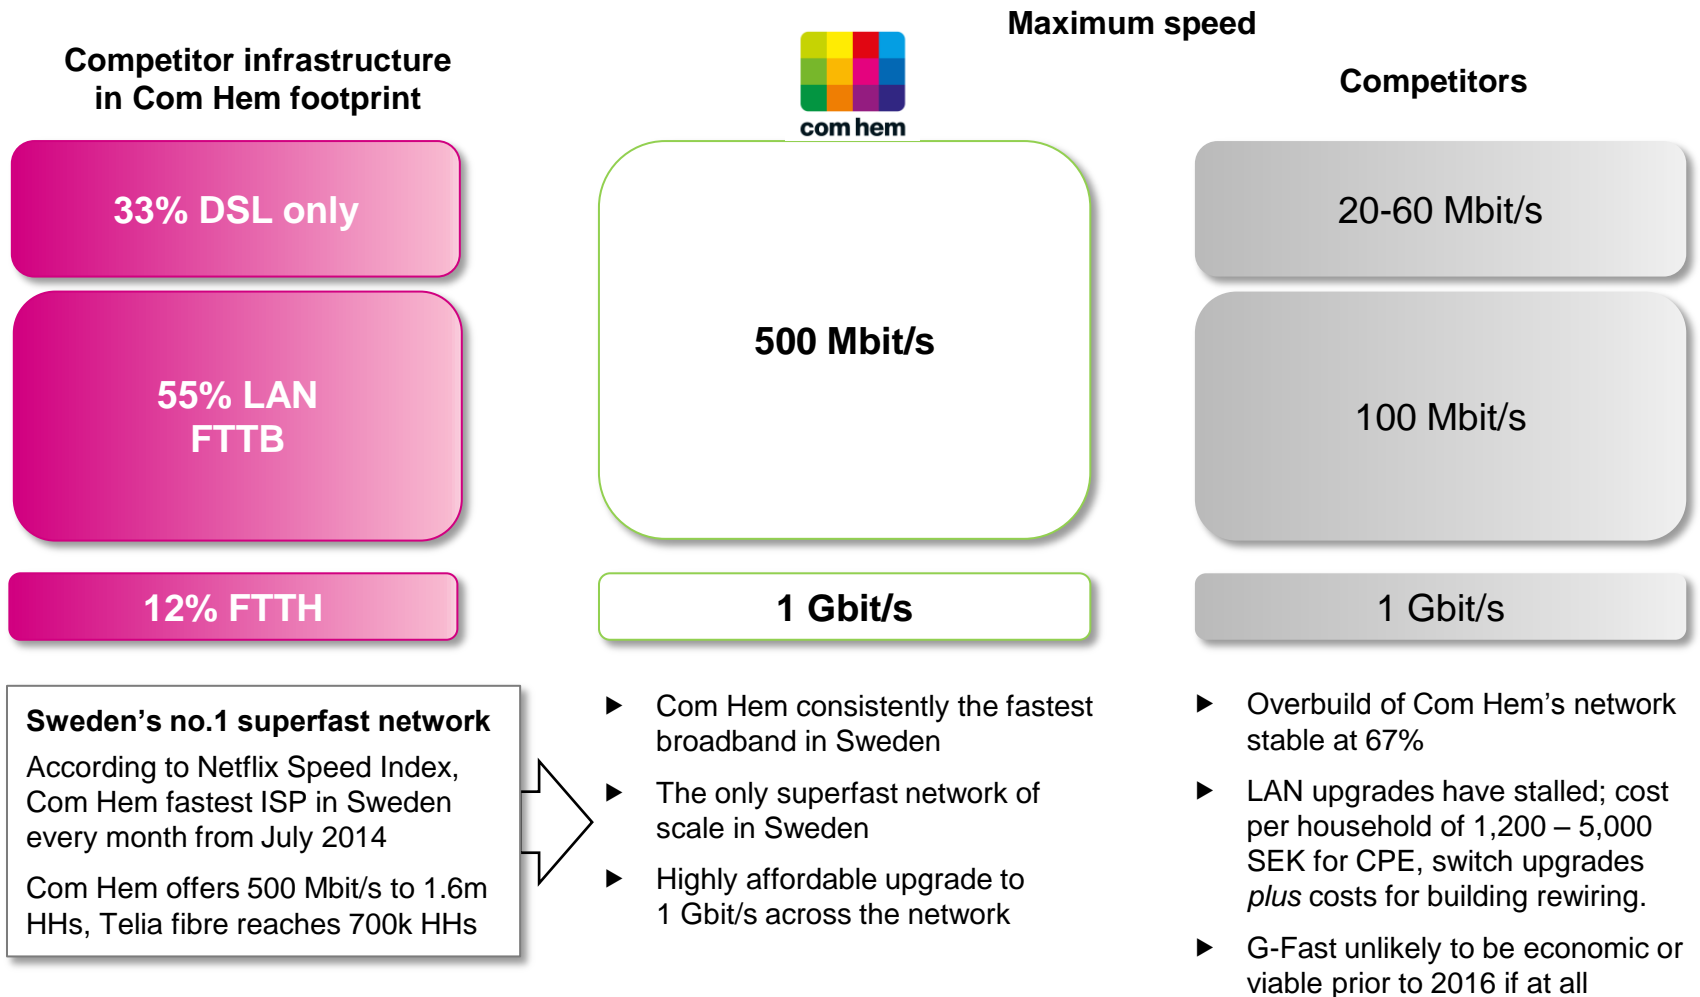 Maximum speed
Competitor infrastructure
in Com Hem footprint
com hem
Competitors
33% DSL only
500 Mbit/s
20-60 Mbit/s
55% LAN
FTTB
100 Mbit/s
12% FTTH
1 Gbit/s
1 Gbit/s
Sweden’s no.1 superfast network
According to Netflix Speed Index,
Com Hem fastest ISP in Sweden
every month from July 2014
Com Hem offers 500 Mbit/s to 1.6m
HHs, Telia fibre reaches 700k HHs
► Com Hem consistently the fastest
broadband in Sweden
► The only superfast network of
scale in Sweden
► Highly affordable upgrade to
1 Gbit/s across the network
► Overbuild of Com Hem’s network
stable at 67%
► LAN upgrades have stalled; cost
per household of 1,200 – 5,000
SEK for CPE, switch upgrades
plus costs for building rewiring.
► G-Fast unlikely to be economic or
viable prior to 2016 if at all